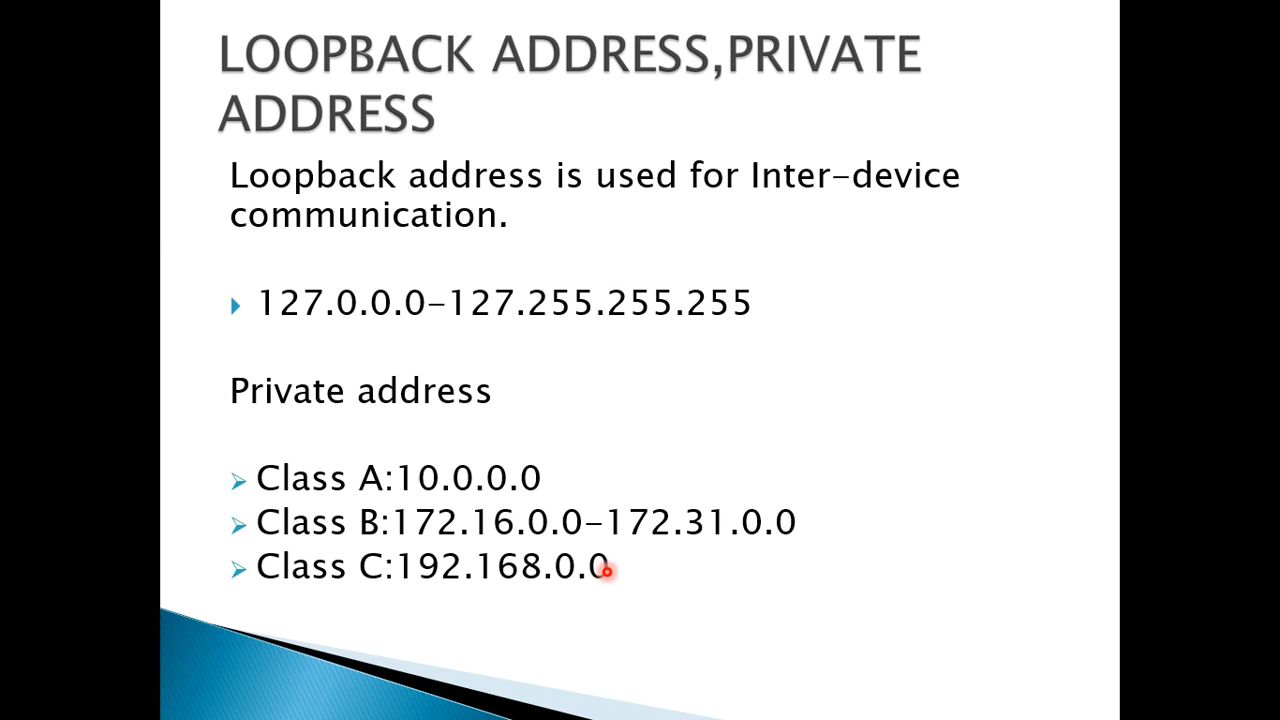 LOOPBACK ADDRESS,PRIVATE
ADDRESS
Loopback address is used for Inter-device
communication.
127.0.0.0-127.255.255.255
Private address
Class A:10.0.0.0
Class B:172.16.0.0-172.31.0.0
Class C:192.168.0.0